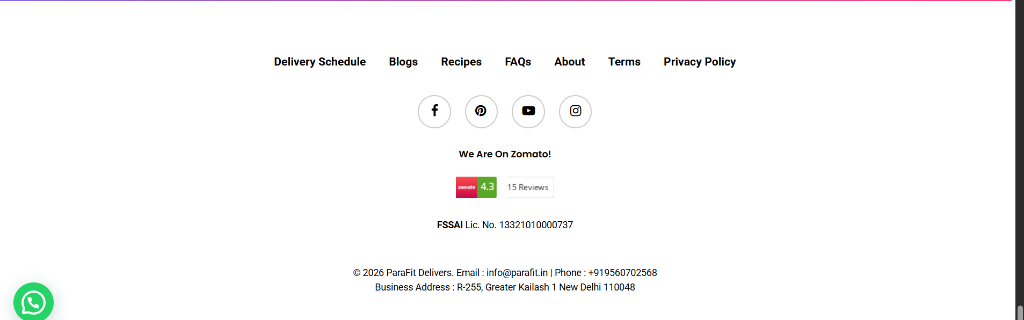 Delivery Schedule Blogs Recipes FAQs About Terms Privacy Policy
We Are On Zomato!
zomato 4.3 15 Reviews
FSSAI Lic. No. 13321010000737
© 2026 ParaFit Delivers. Email : info@parafit.in | Phone : +919560702568
Business Address : R-255, Greater Kailash 1 New Delhi 110048